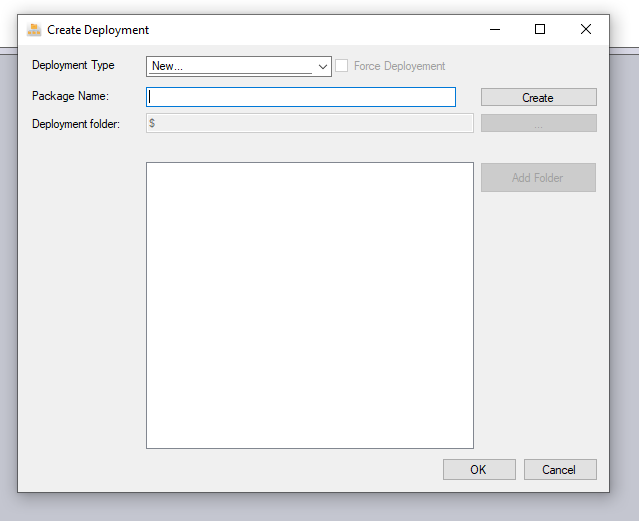 Create Deployment
Deployment Type New... Force Deployement
Package Name: Create
Deployment folder: $ ...
Add Folder
OK Cancel